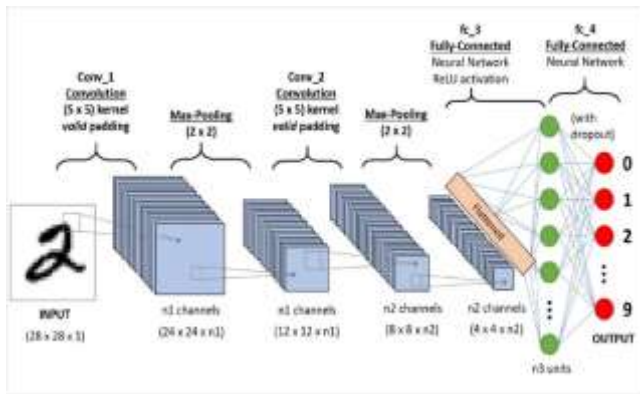 fc_3
Fully-Connected
Neural Network
ReLU activation
fc_4
Fully-Connected
Neural Network
Conv_1
Convolution
(5 x 5) kernel
valid padding
Max-Pooling
(2 x 2)
Conv_2
Convolution
(5 x 5) kernel
valid padding
Max-Pooling
(2 x 2)
(with
dropout)
Flattened
0
1
2
9
2
INPUT
(28 x 28 x 1)
n1 channels
(24 x 24 x n1)
n1 channels
(12 x 12 x n1)
n2 channels
(8 x 8 x n2)
n2 channels
(4 x 4 x n2)
n3 units
OUTPUT